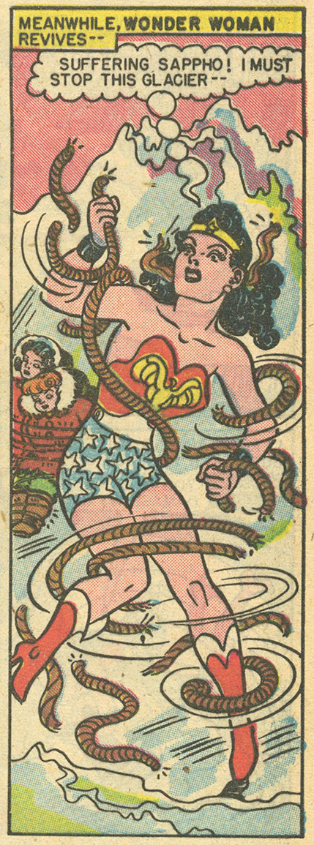 MEANWHILE, WONDER WOMAN
REVIVES--
SUFFERING SAPPHO! I MUST
STOP THIS GLACIER--